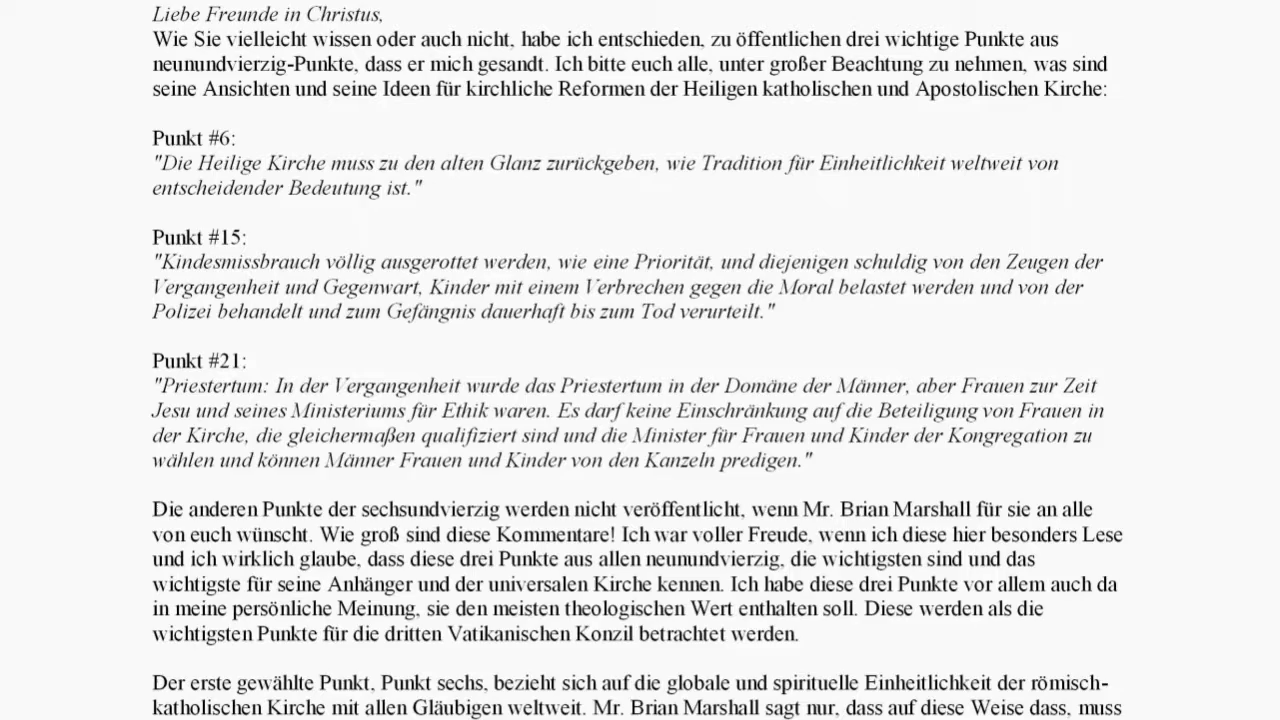 Liebe Freunde in Christus,
Wie Sie vielleicht wissen oder auch nicht, habe ich entschieden, zu öffentlichen drei wichtige Punkte aus
neunundvierzig-Punkte, dass er mich gesandt. Ich bitte euch alle, unter großer Beachtung zu nehmen, was sind
seine Ansichten und seine Ideen für kirchliche Reformen der Heiligen katholischen und Apostolischen Kirche:
Punkt #6:
"Die Heilige Kirche muss zu den alten Glanz zurückgeben, wie Tradition für Einheitlichkeit weltweit von
entscheidender Bedeutung ist."
Punkt #15:
"Kindesmissbrauch völlig ausgerottet werden, wie eine Priorität, und diejenigen schuldig von den Zeugen der
Vergangenheit und Gegenwart, Kinder mit einem Verbrechen gegen die Moral belastet werden und von der
Polizei behandelt und zum Gefängnis dauerhaft bis zum Tod verurteilt."
Punkt #21:
"Priestertum: In der Vergangenheit wurde das Priestertum in der Domäne der Männer, aber Frauen zur Zeit
Jesu und seines Ministeriums für Ethik waren. Es darf keine Einschränkung auf die Beteiligung von Frauen in
der Kirche, die gleichermaßen qualifiziert sind und die Minister für Frauen und Kinder der Kongregation zu
wählen und können Männer Frauen und Kinder von den Kanzeln predigen."
Die anderen Punkte der sechsundvierzig werden nicht veröffentlicht, wenn Mr. Brian Marshall für sie an alle
von euch wünscht. Wie groß sind diese Kommentare! Ich war voller Freude, wenn ich diese hier besonders Lese
und ich wirklich glaube, dass diese drei Punkte aus allen neunundvierzig, die wichtigsten sind und das
wichtigste für seine Anhänger und der universalen Kirche kennen. Ich habe diese drei Punkte vor allem auch da
in meine persönliche Meinung, sie den meisten theologischen Wert enthalten soll. Diese werden als die
wichtigsten Punkte für die dritten Vatikanischen Konzil betrachtet werden.
Der erste gewählte Punkt, Punkt sechs, bezieht sich auf die globale und spirituelle Einheitlichkeit der römisch-
katholischen Kirche mit allen Gläubigen weltweit. Mr. Brian Marshall sagt nur, dass auf diese Weise dass, muss